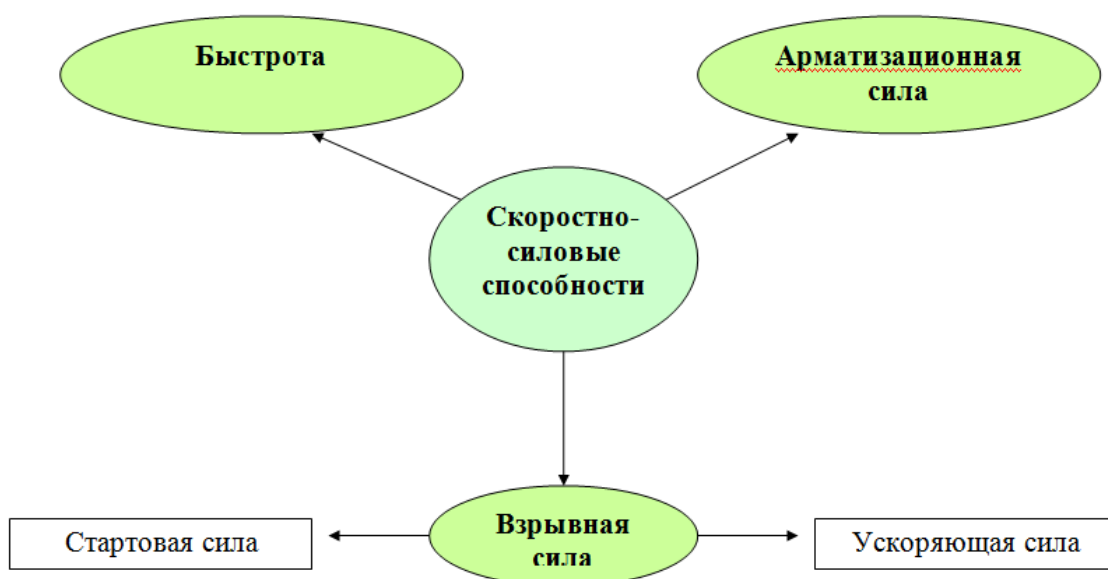 Быстрота
Арматизационная
сила
Скоростно-
силовые
способности
Взрывная
сила
Стартовая сила
Ускоряющая сила